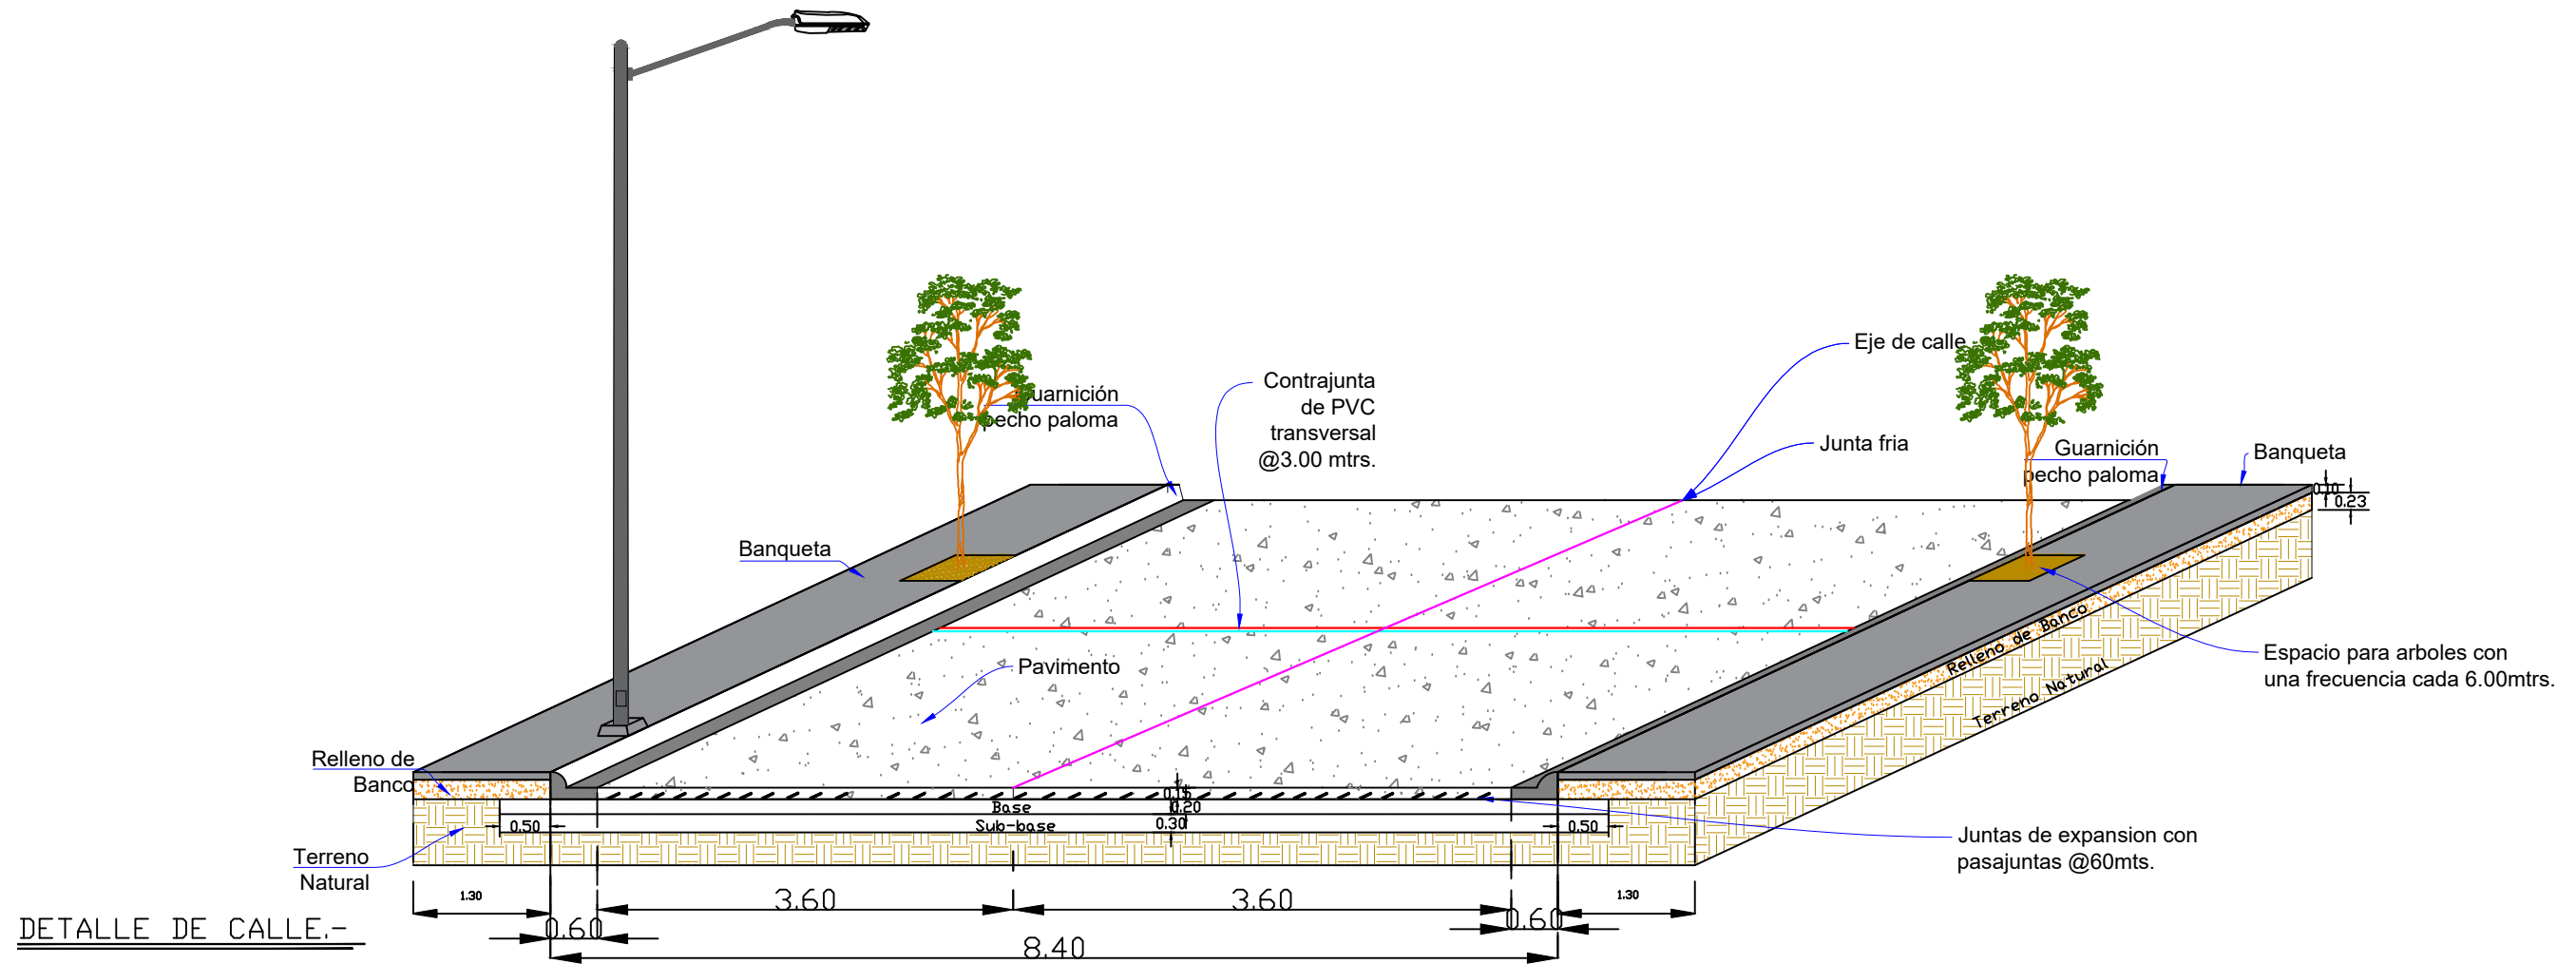 Eje de calle
Contrajunta
de PVC
transversal
@3.00 mtrs.
Guarnición
pecho paloma
Junta fria
Guarnición
pecho paloma
Banqueta
0.10
0.23
Banqueta
Relleno de Banco
Terreno Natural
Espacio para arboles con
una frecuencia cada 6.00mtrs.
Pavimento
Relleno de
Banco
0.15
Base
0.20
Sub-base
0.30
0.50
0.50
Juntas de expansion con
pasajuntas @60mts.
Terreno
Natural
1.30
3.60
3.60
1.30
0.60
0.60
8.40
DETALLE DE CALLE.-